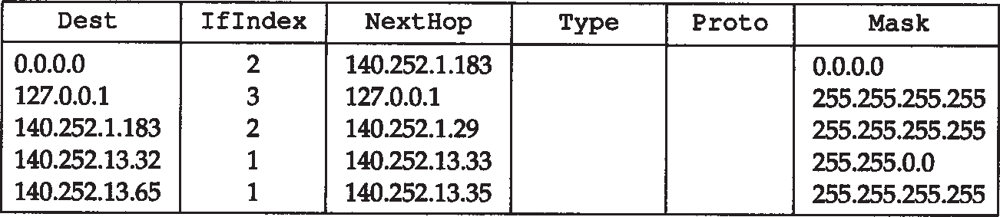 Dest IfIndex NextHop Type Proto Mask
0.0.0.0 2 140.252.1.183 0.0.0.0
127.0.0.1 3 127.0.0.1 255.255.255.255
140.252.1.183 2 140.252.1.29 255.255.255.255
140.252.13.32 1 140.252.13.33 255.255.0.0
140.252.13.65 1 140.252.13.35 255.255.255.255